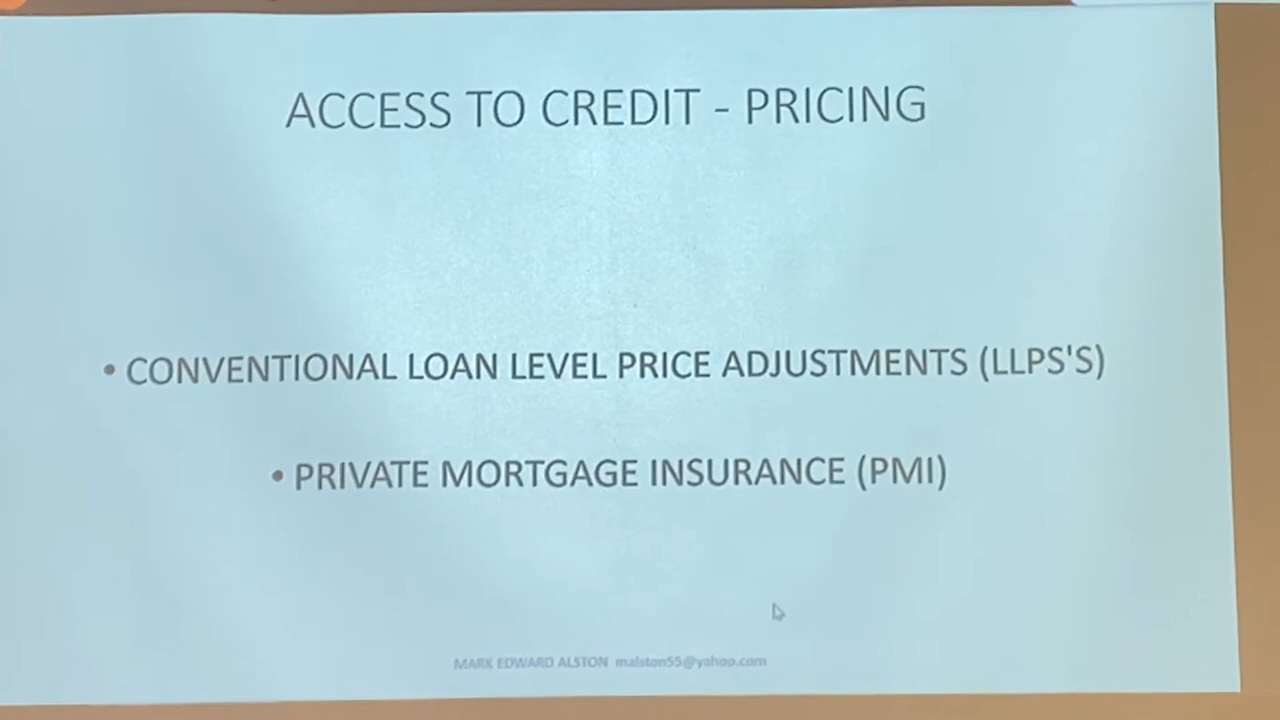 ACCESS TO CREDIT - PRICING
• CONVENTIONAL LOAN LEVEL PRICE ADJUSTMENTS (LLPS'S)
• PRIVATE MORTGAGE INSURANCE (PMI)
MARK EDWARD ALSTON malston55@yahoo.com